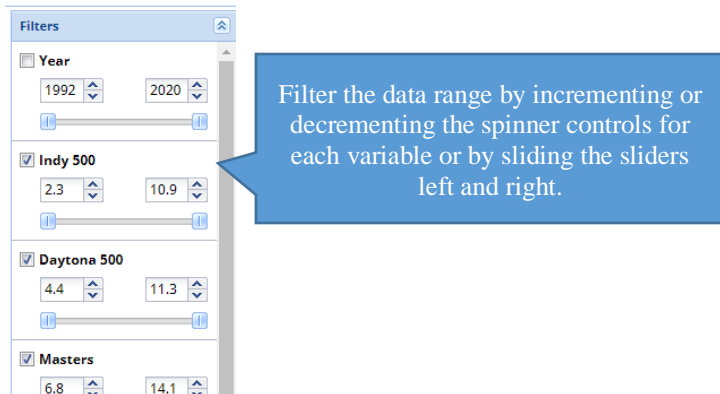 Filters
Year
1992 2020
Indy 500
2.3 10.9
Daytona 500
4.4 11.3
Masters
6.8 14.1
Filter the data range by incrementing or
decrementing the spinner controls for
each variable or by sliding the sliders
left and right.